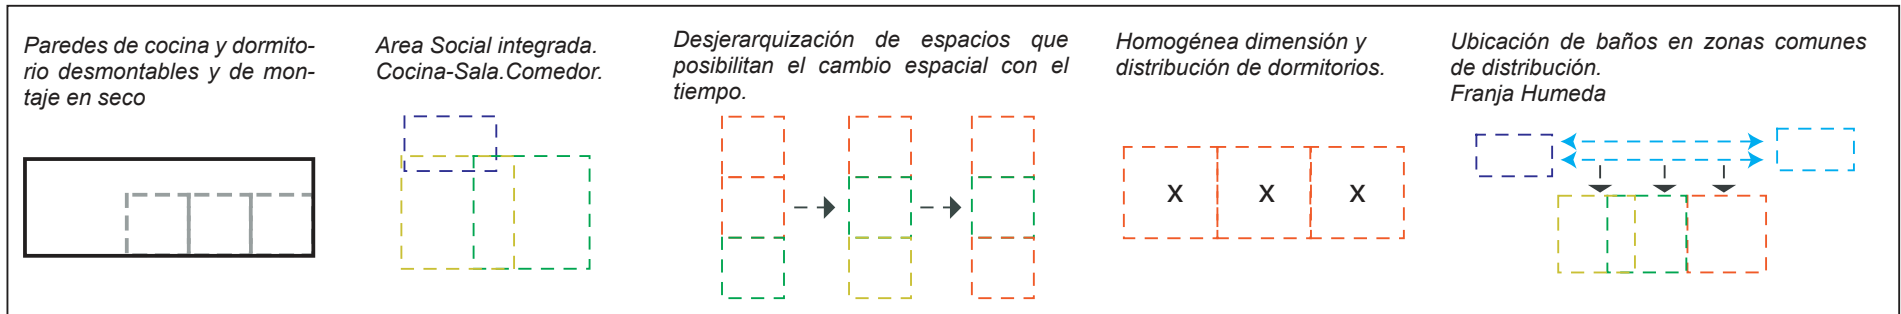 Paredes de cocina y dormito-
rio desmontables y de mon-
taje en seco
Area Social integrada.
Cocina-Sala.Comedor.
Desjerarquización de espacios que
posibilitan el cambio espacial con el
tiempo.
Homogénea dimensión y
distribución de dormitorios.
X X X
Ubicación de baños en zonas comunes
de distribución.
Franja Humeda